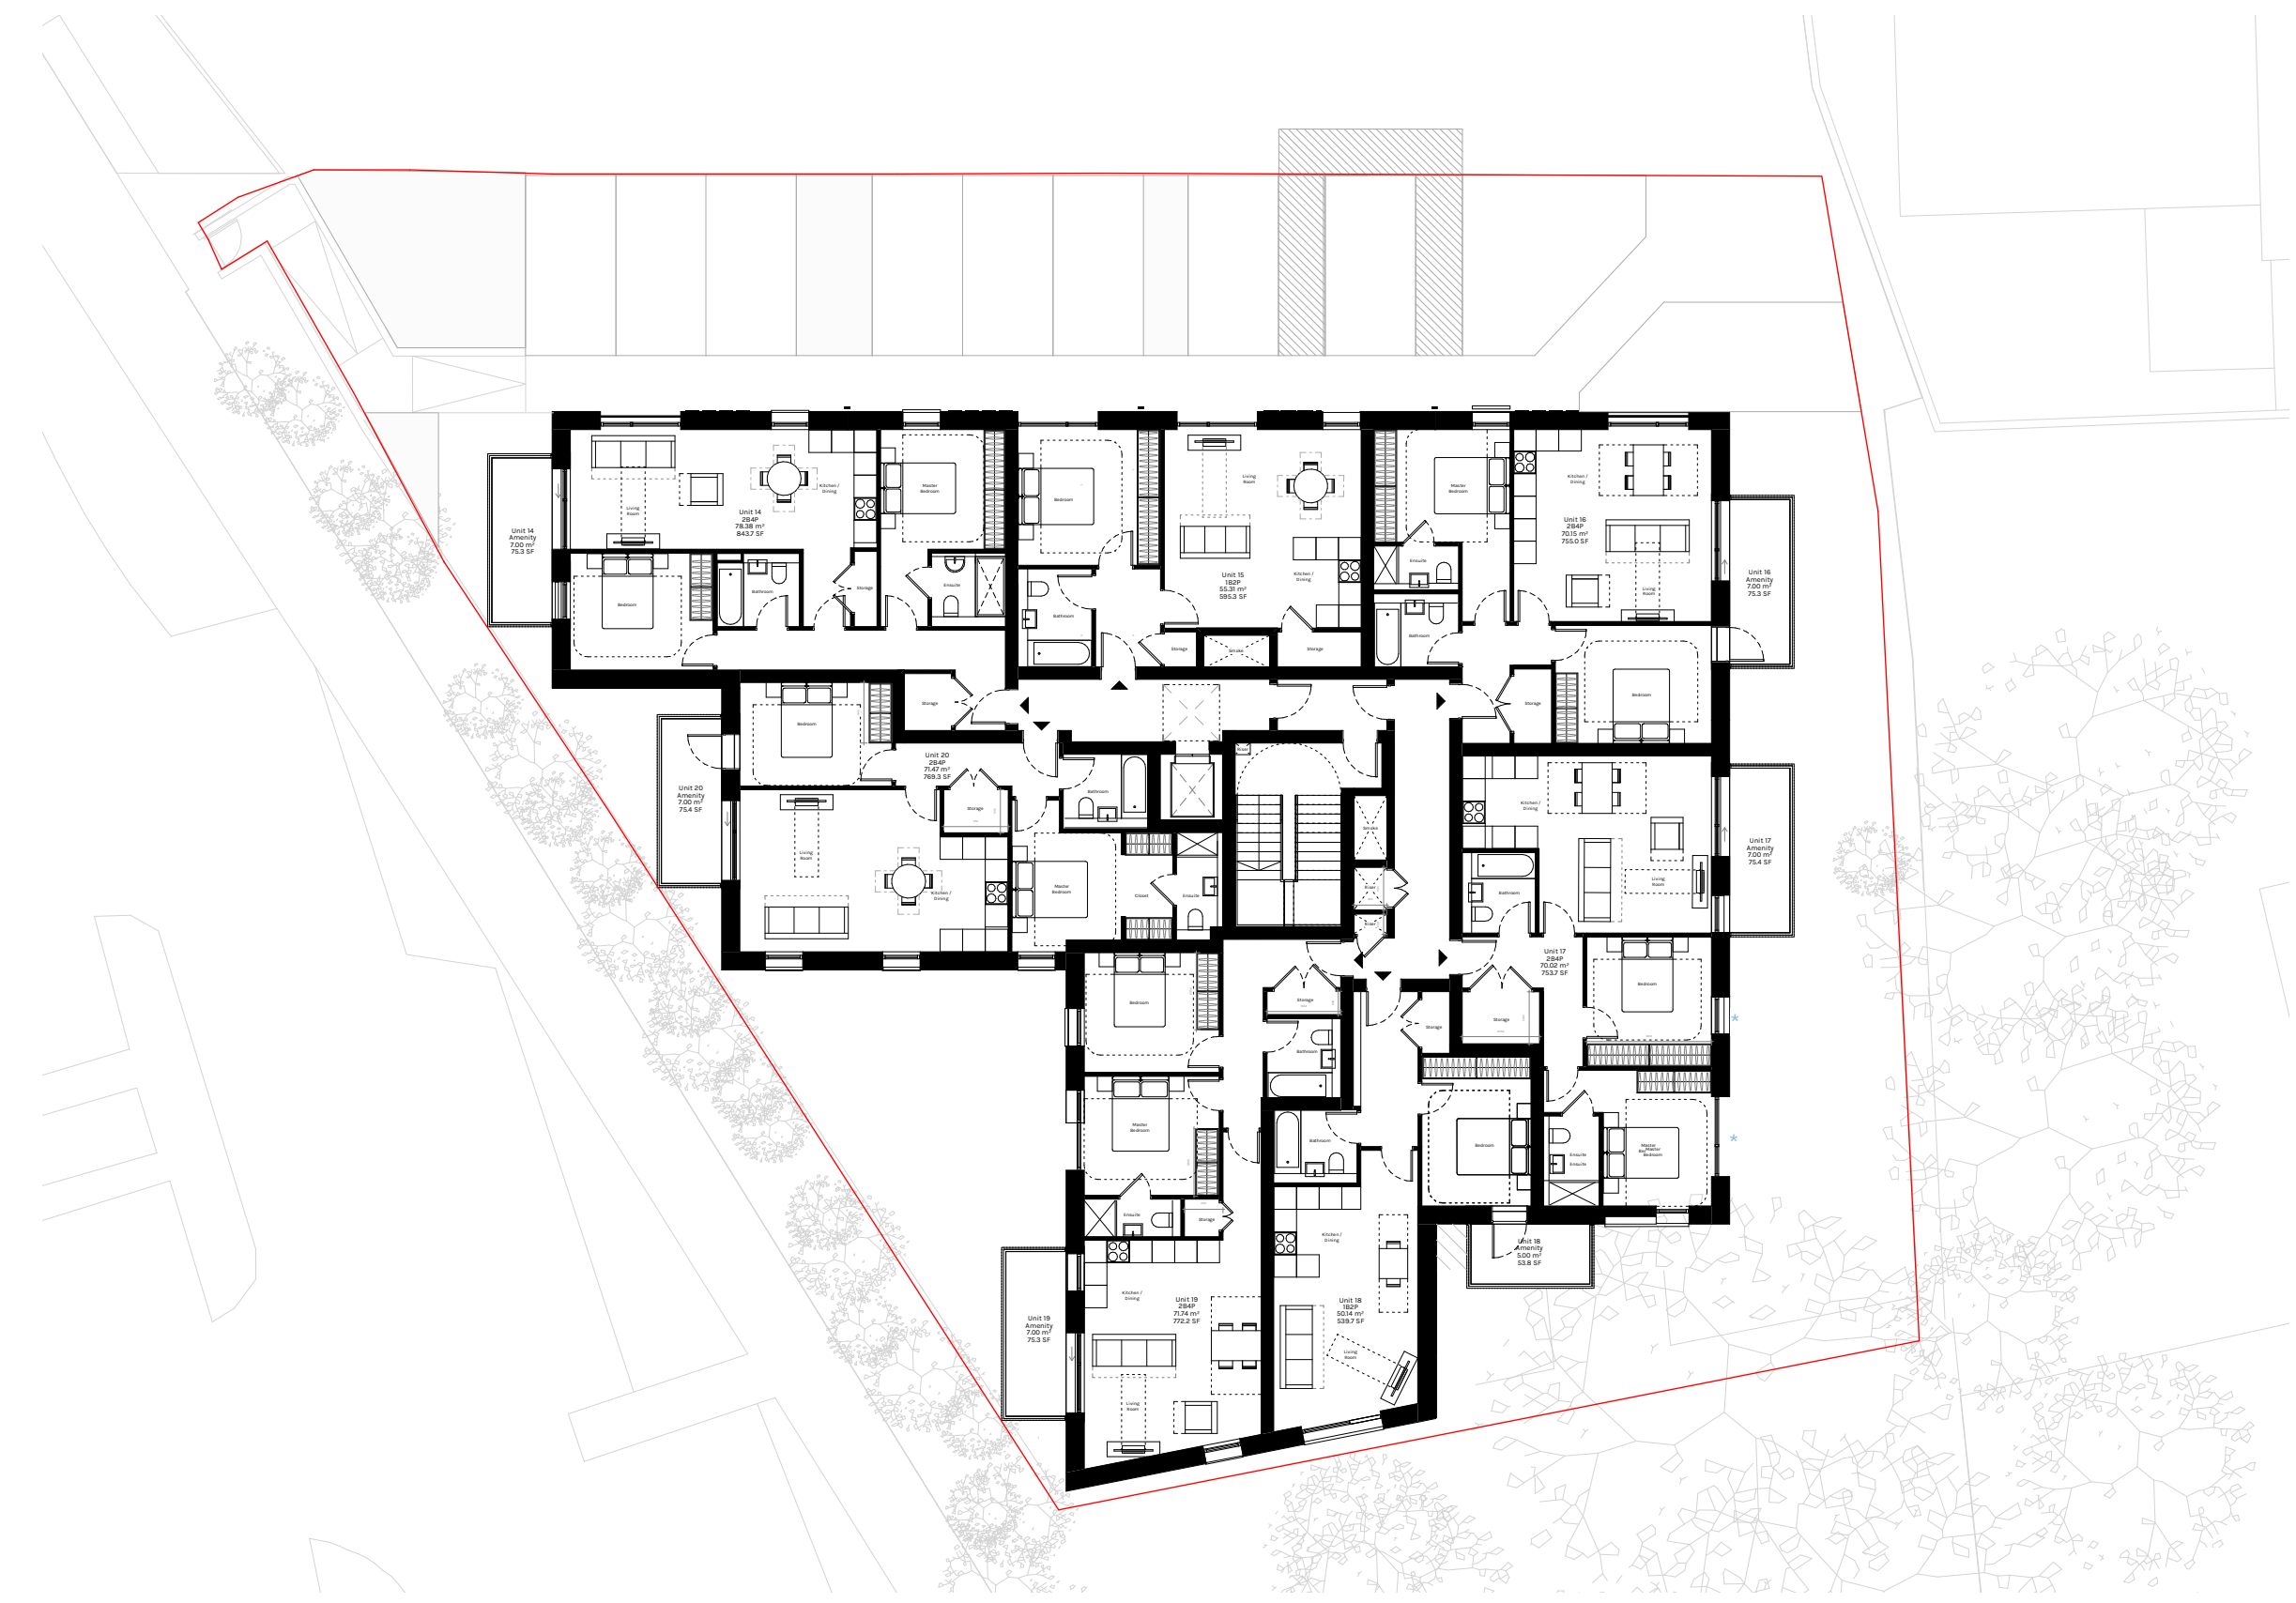 Unit 14
2B4P
78.38 m²
843.7 SF
Living
Room
Kitchen /
Dining
Master
Bedroom
Bedroom
Bathroom
Storage
Ensuite
Unit 14
Amenity
7.00 m²
75.3 SF
Bedroom
Bathroom
Living
Room
Unit 15
1B2P
55.31 m²
595.3 SF
Kitchen /
Dining
Storage
Smoke
Storage
Master
Bedroom
Ensuite
Bathroom
Kitchen /
Dining
Unit 16
2B4P
70.15 m²
755.0 SF
Living
Room
Unit 16
Amenity
7.00 m²
75.3 SF
Storage
Bedroom
Bedroom
Storage
Unit 20
2B4P
71.47 m²
769.3 SF
Unit 20
Amenity
7.00 m²
75.4 SF
Storage
Bathroom
Living
Room
Kitchen /
Dining
Master
Bedroom
Closet
Ensuite
Riser
Smoke
Riser
Kitchen /
Dining
Bathroom
Living
Room
Unit 17
Amenity
7.00 m²
75.4 SF
Unit 17
2B4P
70.02 m²
753.7 SF
Bedroom
Storage
*
Master
Bedroom
Ensuite
Ensuite
*
Bedroom
Storage
Bathroom
Storage
Master
Bedroom
Bathroom
Bedroom
Ensuite
Storage
Kitchen /
Dining
Unit 19
2B4P
71.74 m²
772.2 SF
Unit 19
Amenity
7.00 m²
75.3 SF
Living
Room
Kitchen /
Dining
Unit 18
1B2P
50.14 m²
539.7 SF
Living
Room
Unit 18
Amenity
5.00 m²
53.8 SF